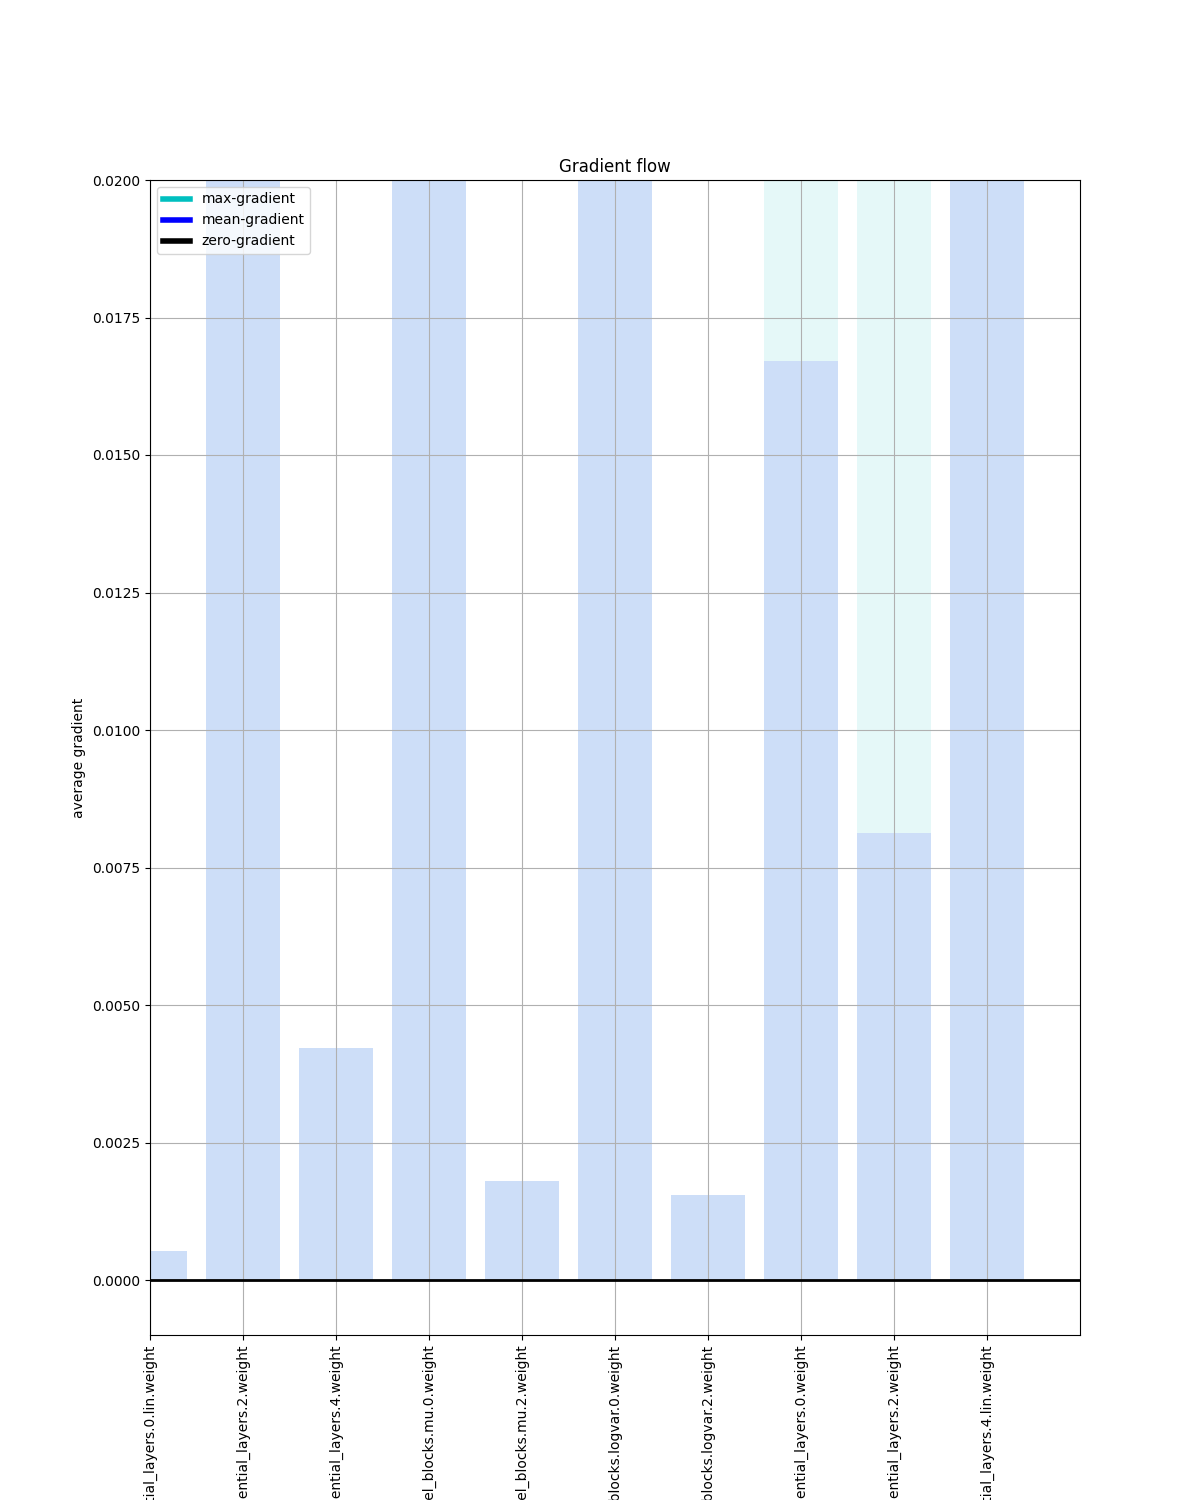 Gradient flow
max-gradient
mean-gradient
zero-gradient
0.0200
0.0175
0.0150
0.0125
0.0100
0.0075
0.0050
0.0025
0.0000
average gradient
tial_layers.0.lin.weight
ential_layers.2.weight
ential_layers.4.weight
el_blocks.mu.0.weight
el_blocks.mu.2.weight
blocks.logvar.0.weight
blocks.logvar.2.weight
ential_layers.0.weight
ential_layers.2.weight
tial_layers.4.lin.weight